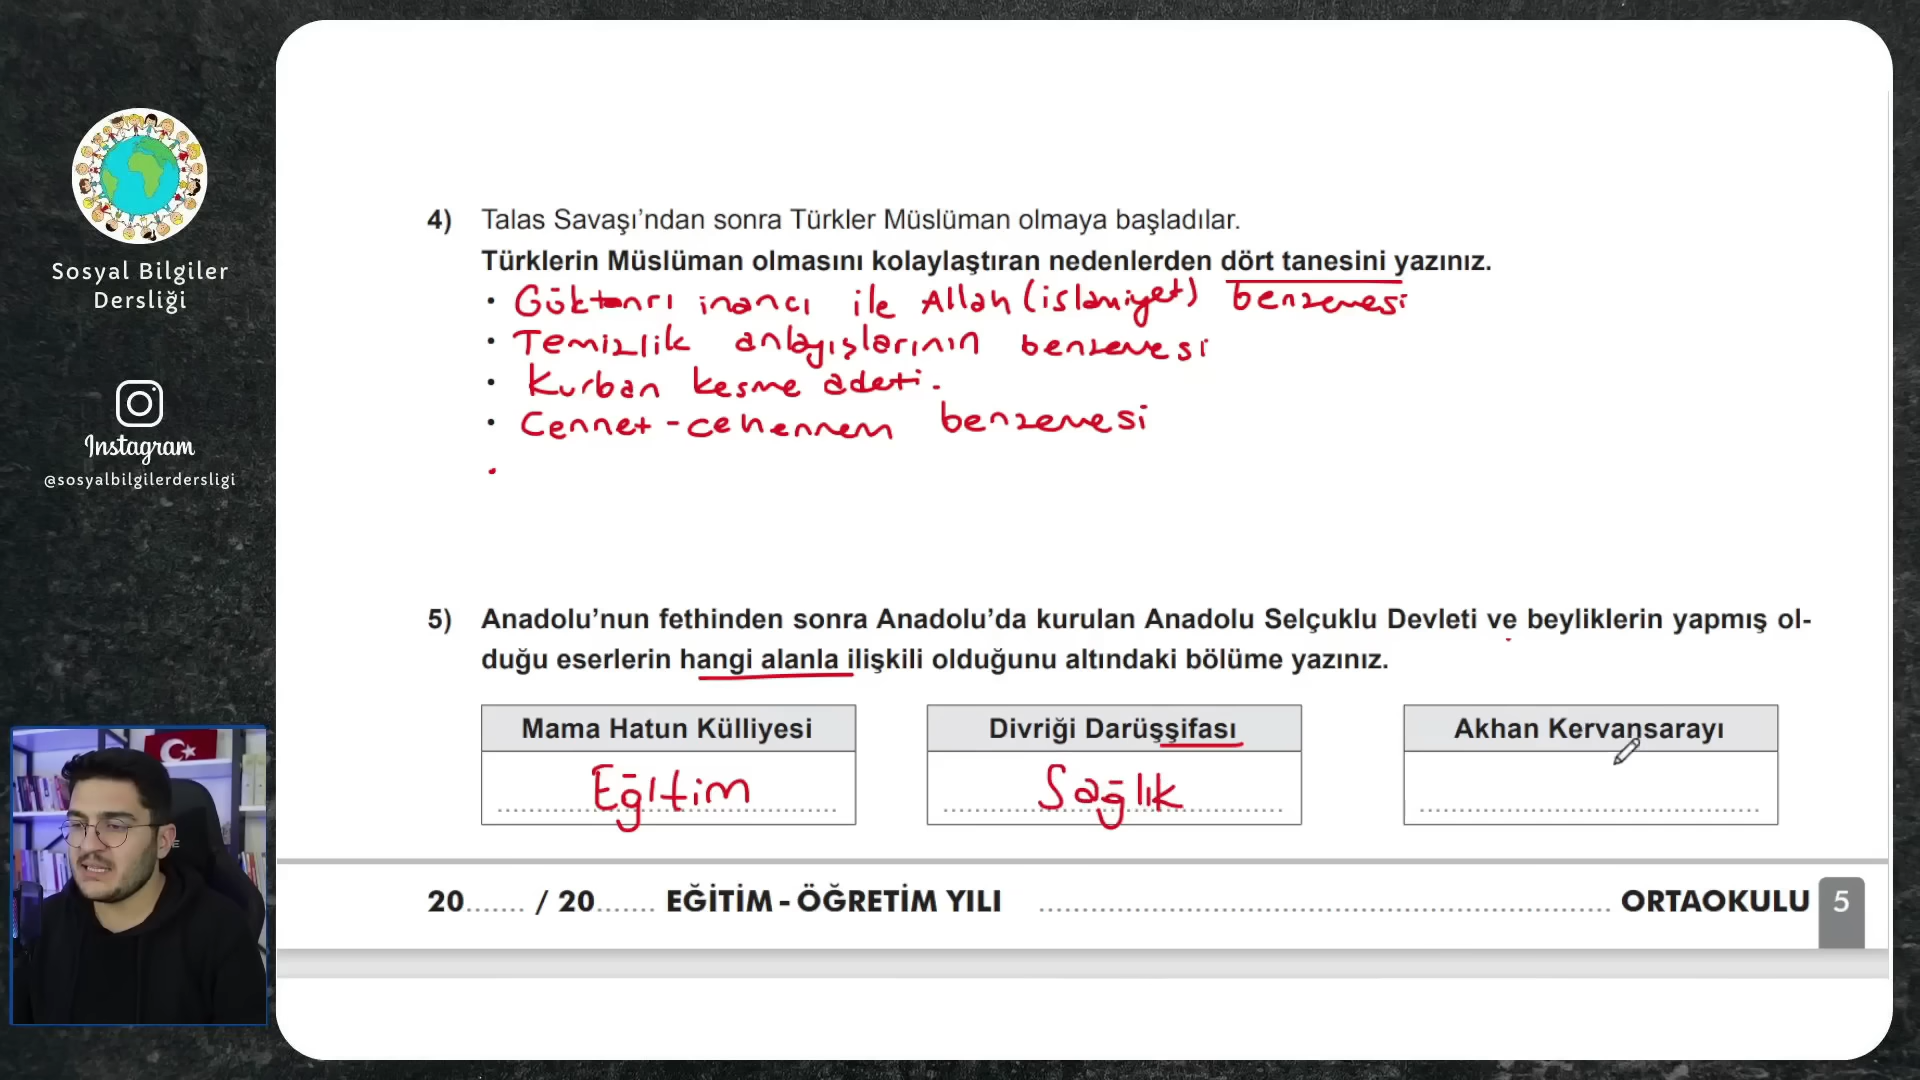 Sosyal Bilgiler
Dersliği
Instagram
@sosyalbilgilerdersligi
4) Talas Savaşı’ndan sonra Türkler Müslüman olmaya başladılar.
Türklerin Müslüman olmasını kolaylaştıran nedenlerden dört tanesini yazınız.
• Göktanrı inancı ile Allah (islamiyet) benzemesi
• Temizlik anlayışlarının benzemesi
• Kurban kesme adeti.
• Cennet - cehennem benzemesi
•
5) Anadolu’nun fethinden sonra Anadolu’da kurulan Anadolu Selçuklu Devleti ve beyliklerin yapmış ol-
duğu eserlerin hangi alanla ilişkili olduğunu altındaki bölüme yazınız.
Mama Hatun Külliyesi
Eğitim
Divriği Darüşşifası
Sağlık
Akhan Kervansarayı
20....... / 20....... EĞİTİM - ÖĞRETİM YILI ........................................ ORTAOKULU 5